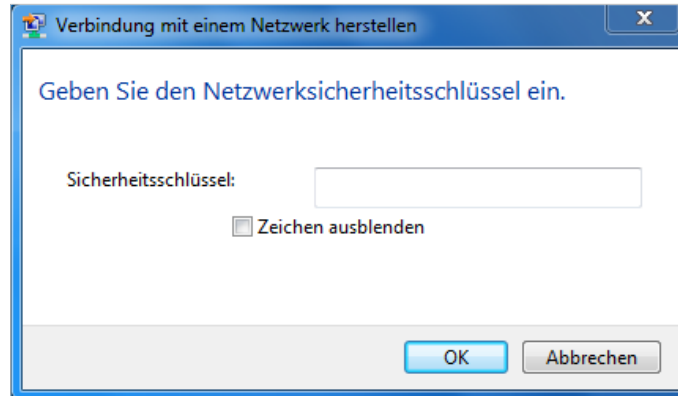 Verbindung mit einem Netzwerk herstellen
X
Geben Sie den Netzwerksicherheitsschlüssel ein.
Sicherheitsschlüssel:
Zeichen ausblenden
OK Abbrechen